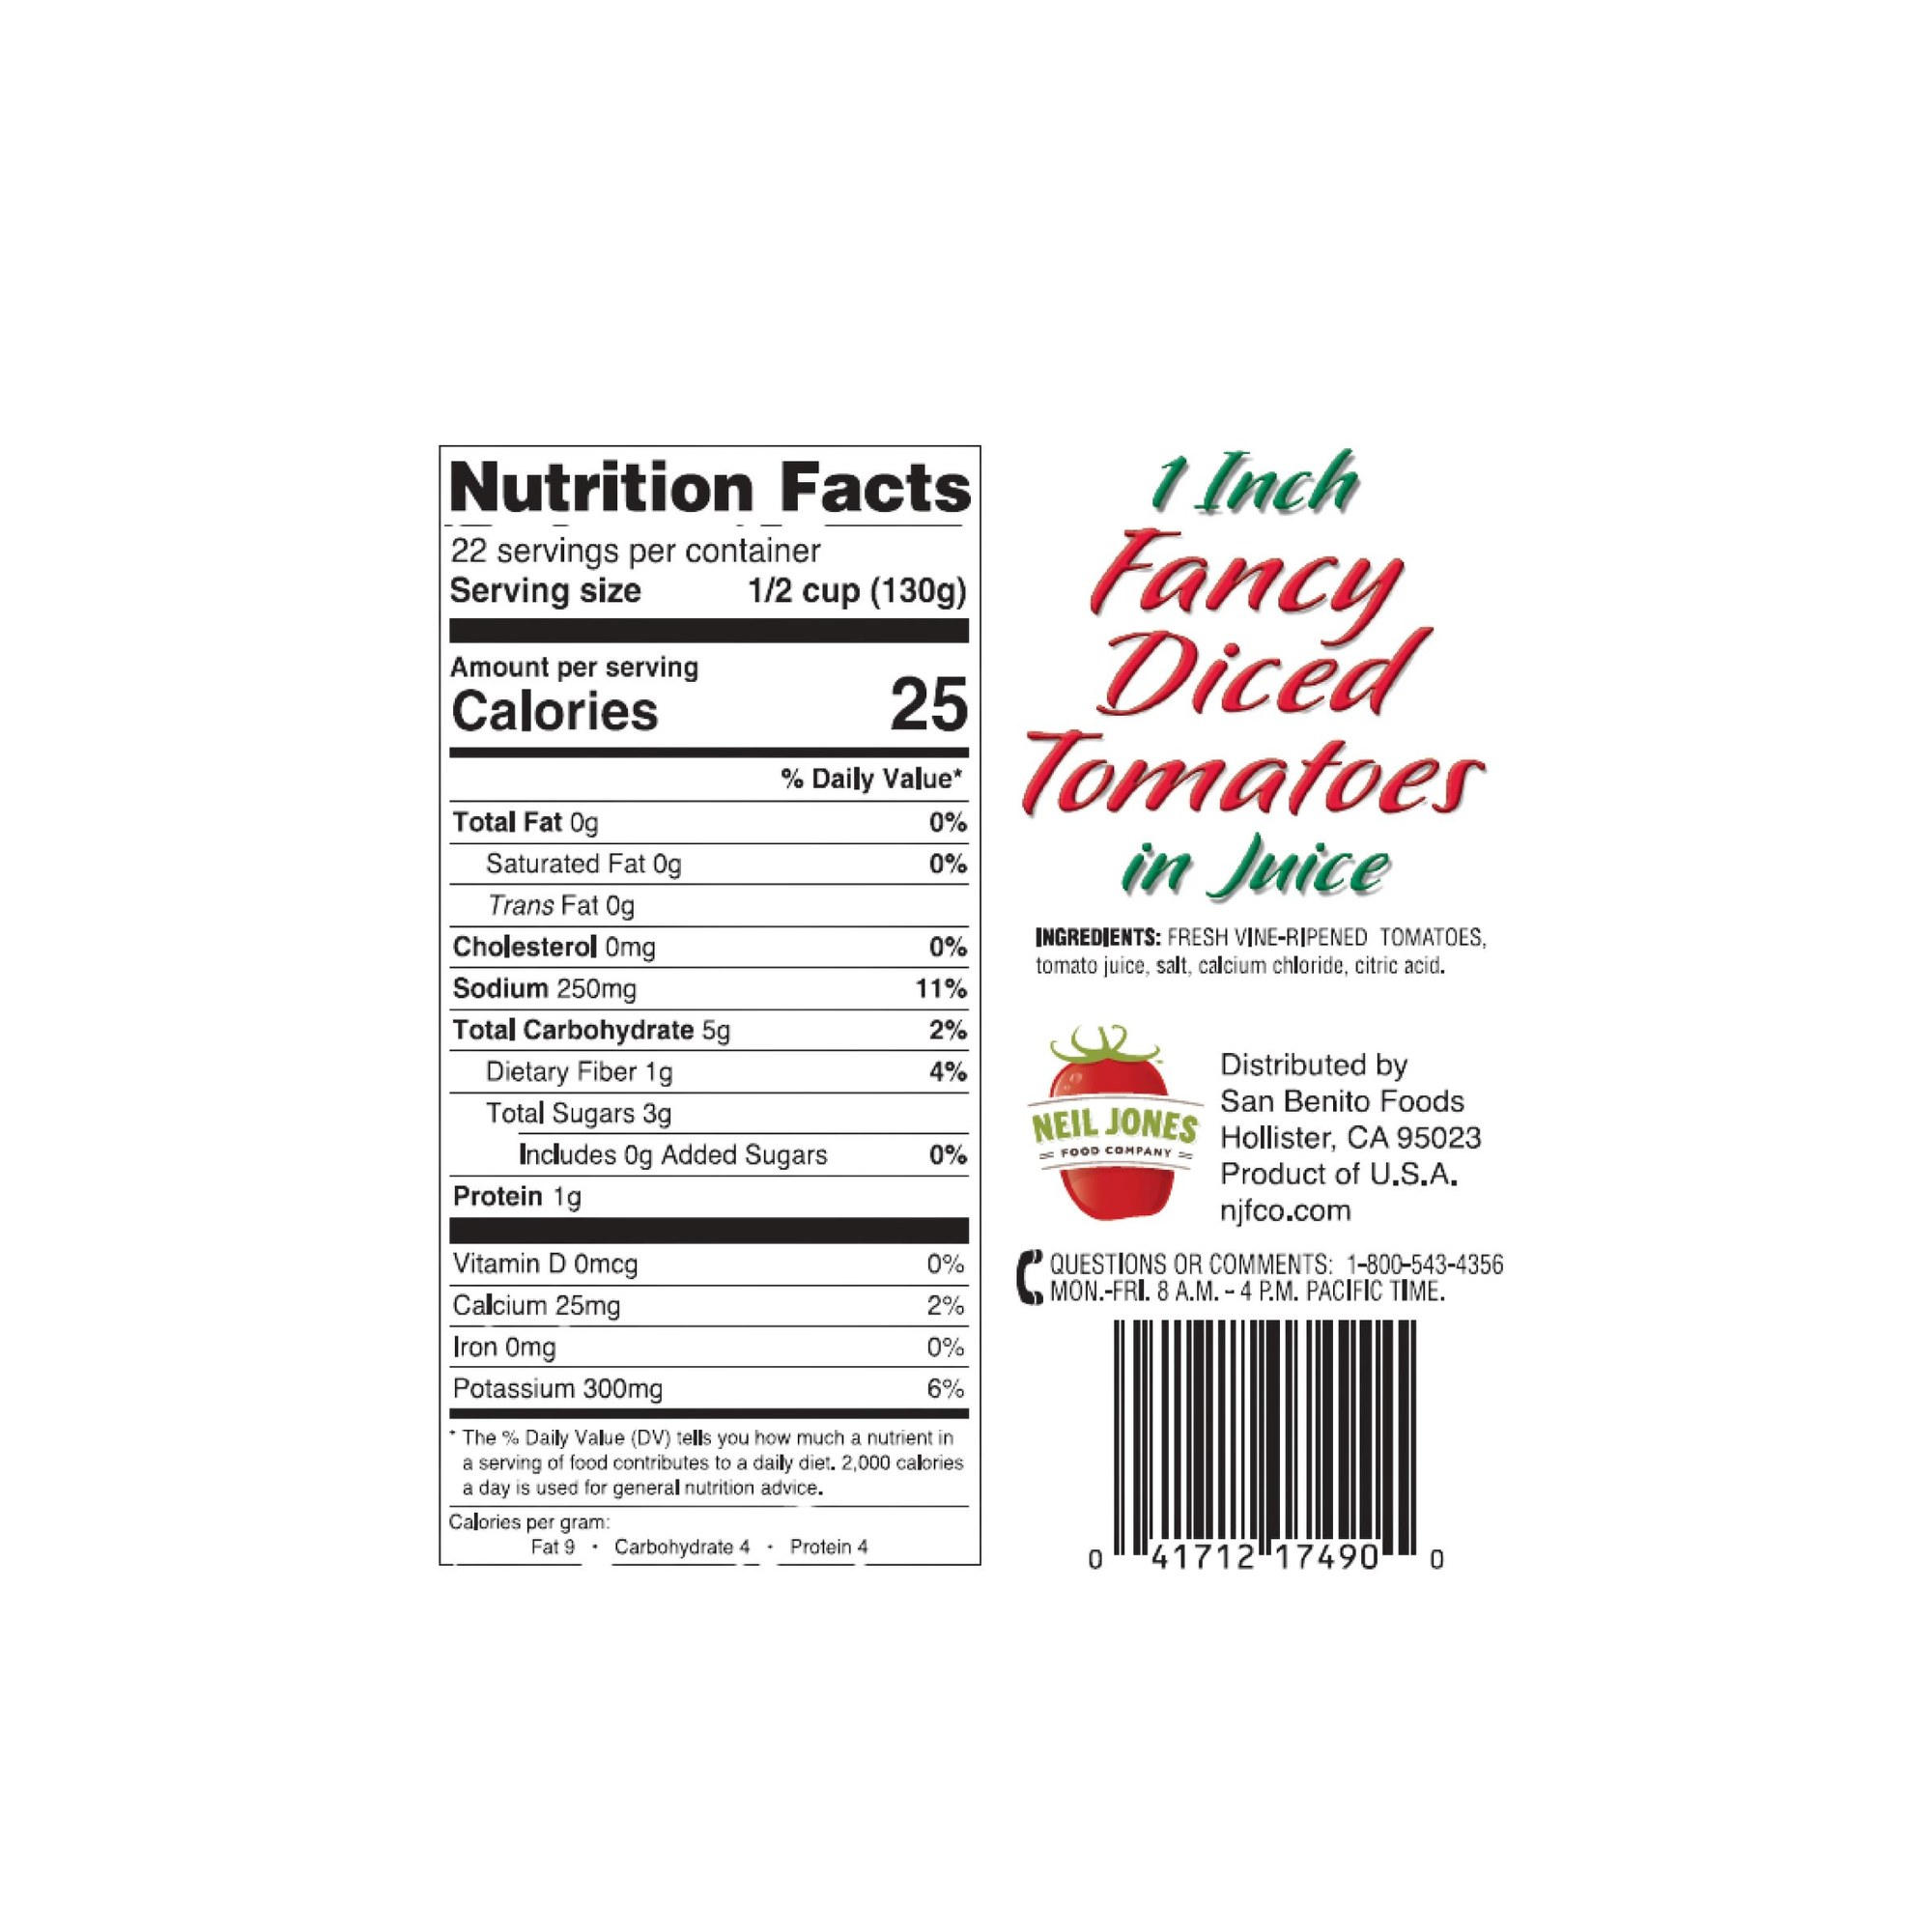 Nutrition Facts
22 servings per container
Serving size 1/2 cup (130g)
Amount per serving
Calories 25
% Daily Value*
Total Fat 0g 0%
Saturated Fat 0g 0%
Trans Fat 0g
Cholesterol 0mg 0%
Sodium 250mg 11%
Total Carbohydrate 5g 2%
Dietary Fiber 1g 4%
Total Sugars 3g
Includes 0g Added Sugars 0%
Protein 1g
Vitamin D 0mcg 0%
Calcium 25mg 2%
Iron 0mg 0%
Potassium 300mg 6%
* The % Daily Value (DV) tells you how much a nutrient in
a serving of food contributes to a daily diet. 2,000 calories
a day is used for general nutrition advice.
Calories per gram:
Fat 9 • Carbohydrate 4 • Protein 4
1 Inch
Fancy
Diced
Tomatoes
in Juice
INGREDIENTS: FRESH VINE-RIPENED TOMATOES,
tomato juice, salt, calcium chloride, citric acid.
NEIL JONES
FOOD COMPANY
Distributed by
San Benito Foods
Hollister, CA 95023
Product of U.S.A.
njfco.com
QUESTIONS OR COMMENTS: 1-800-543-4356
MON.-FRI. 8 A.M. - 4 P.M. PACIFIC TIME.
0 41712 17490 0